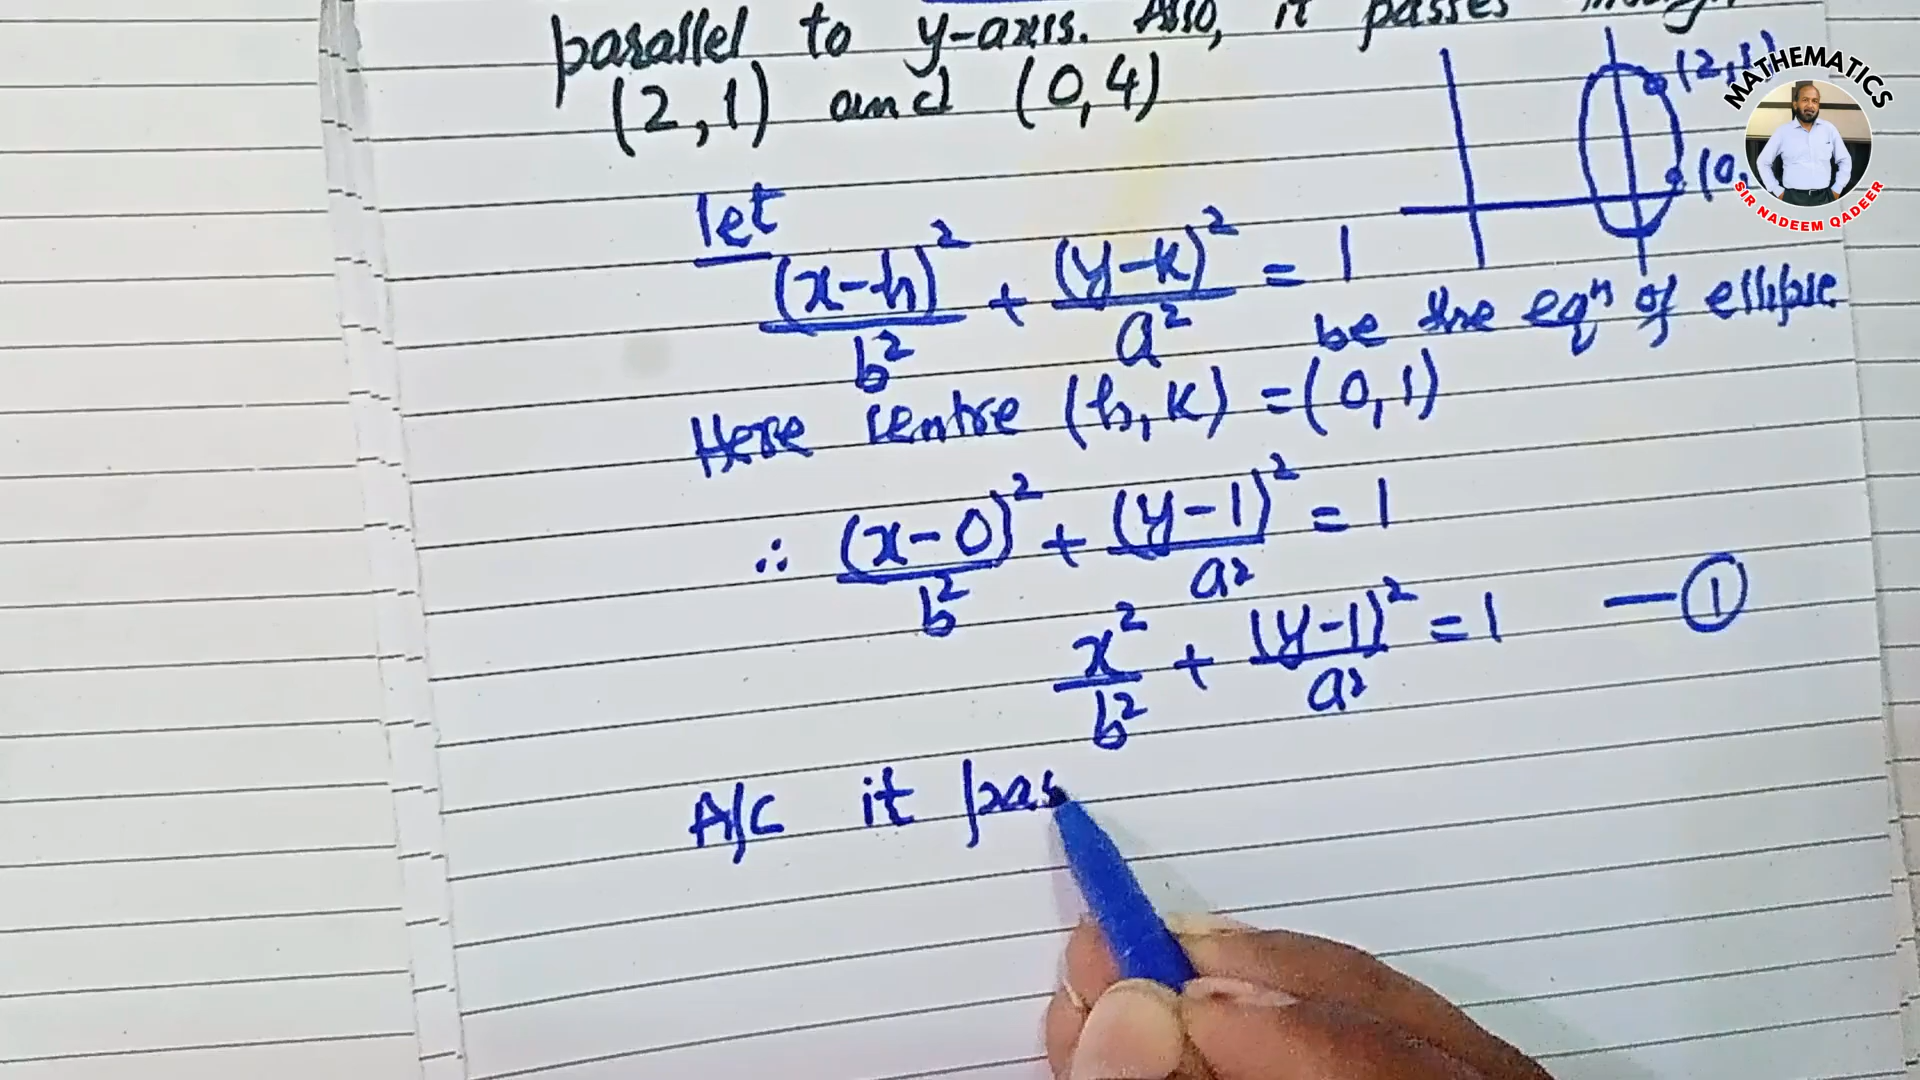 parallel to y-axis. Also, it passes
(2,1) and (0,4)
(2,1)
(0,
MATHEMATICS
SIR NADEEM QADEER
let
(x-h)²/b² + (y-k)²/a² = 1
be the eqⁿ of ellipse
Here centre (h,k) = (0,1)
∴ (x-0)²/b² + (y-1)²/a² = 1
x²/b² + (y-1)²/a² = 1 — ①
A/c it pas